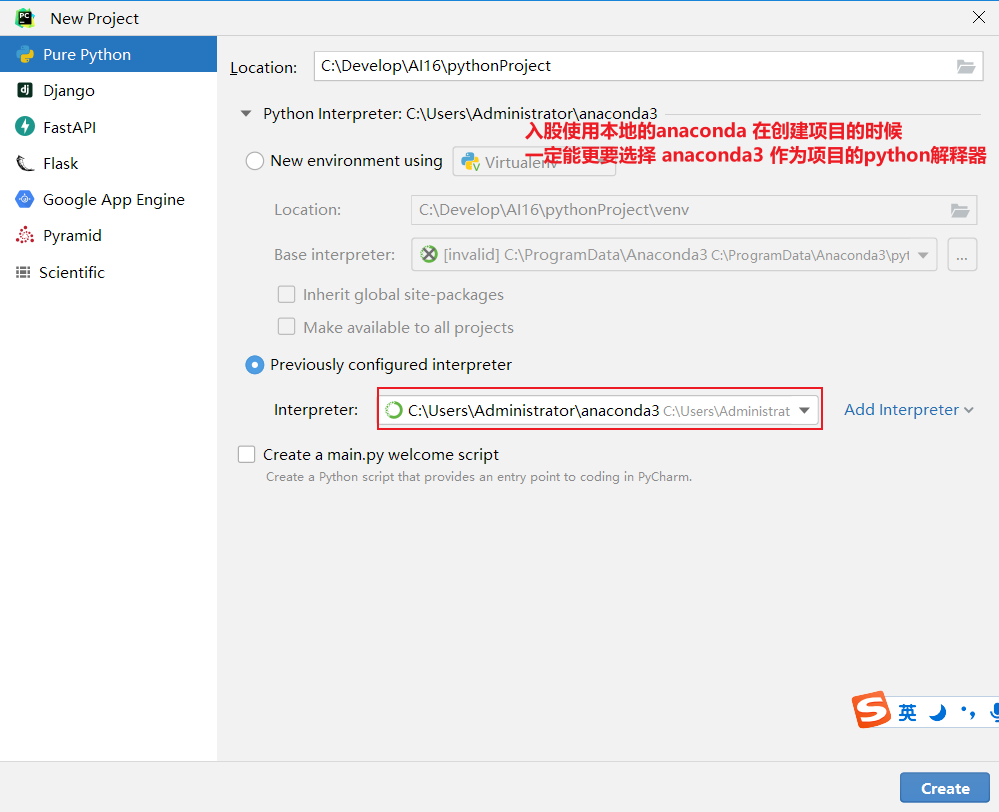 New Project
Pure Python
Django
FastAPI
Flask
Google App Engine
Pyramid
Scientific
Location: C:\Develop\AI16\pythonProject
Python Interpreter: C:\Users\Administrator\anaconda3
入股使用本地的anaconda 在创建项目的时候
一定能更要选择 anaconda3 作为项目的python解释器
New environment using Virtualenv
Location: C:\Develop\AI16\pythonProject\venv
Base interpreter: [invalid] C:\ProgramData\Anaconda3 C:\ProgramData\Anaconda3\pyt ...
Inherit global site-packages
Make available to all projects
Previously configured interpreter
Interpreter: C:\Users\Administrator\anaconda3 C:\Users\Administrat Add Interpreter
Create a main.py welcome script
Create a Python script that provides an entry point to coding in PyCharm.
英
Create